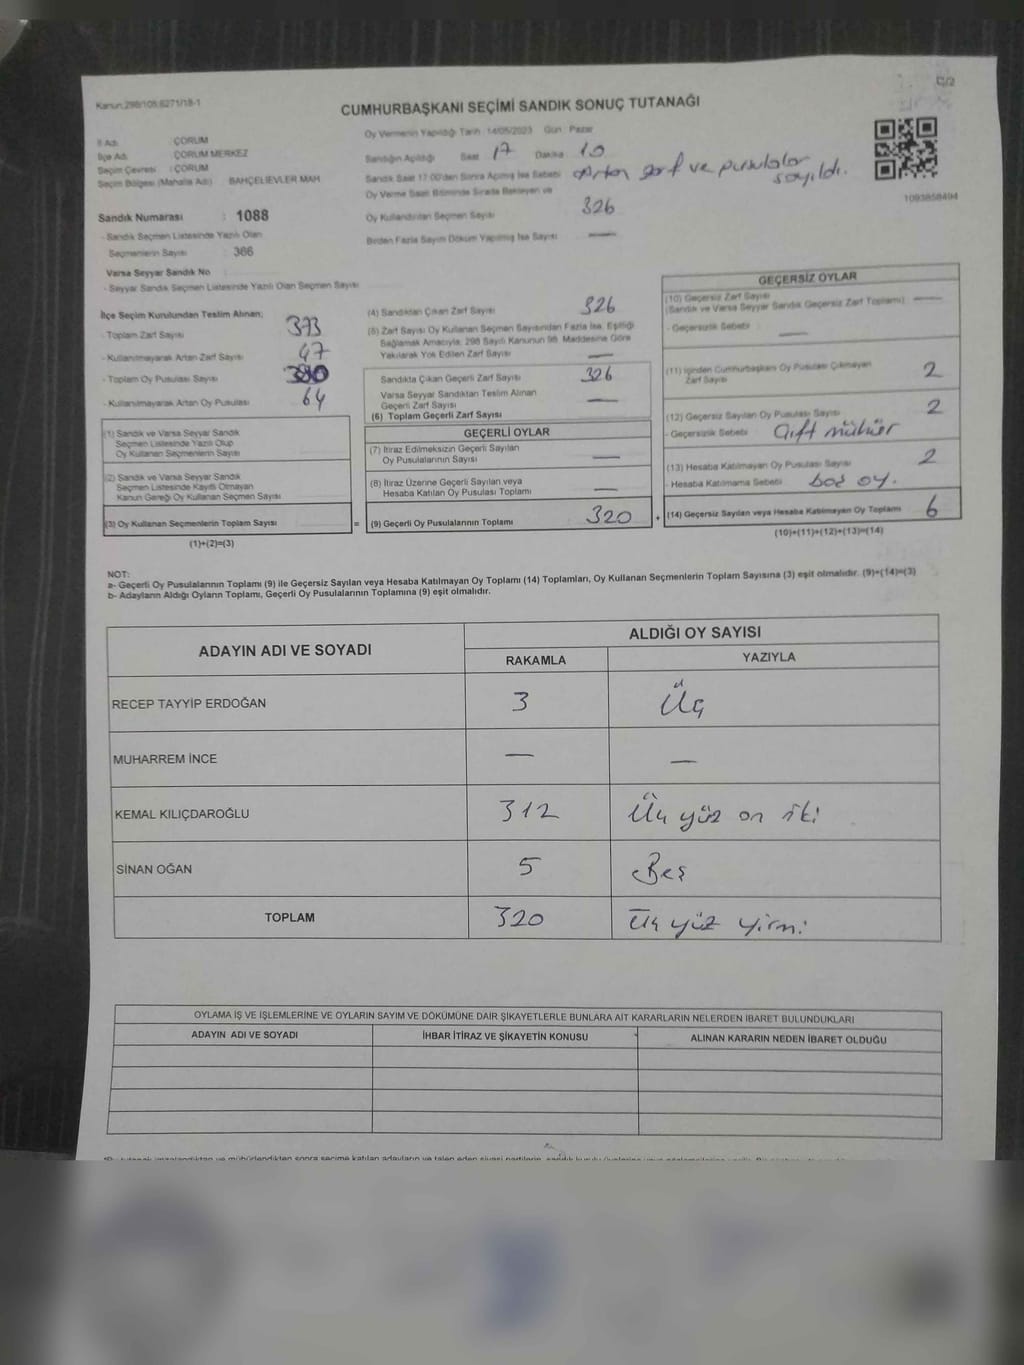 Kanun:298/105,6271/18-1
C/2
CUMHURBAŞKANI SEÇİMİ SANDIK SONUÇ TUTANAĞI
İl Adı : ÇORUM
İlçe Adı : ÇORUM MERKEZ
Seçim Çevresi : ÇORUM
Seçim Bölgesi (Mahalle Adı) BAHÇELİEVLER MAH
Oy Vermenin Yapıldığı Tarih 14/05/2023 Gün Pazar
Sandığın Açıldığı Saat 17 Dakika 10
Sandık Saat 17:00'den Sonra Açılmış İse Sebebi Artan zarf ve pusulalar sayıldı.
Oy Verme Saati Bitiminde Sırada Bekleyen ve
Oy Kullandırılan Seçmen Sayısı 326
Birden Fazla Sayım Döküm Yapılmış İse Sayısı —
1093858494
Sandık Numarası : 1088
- Sandık Seçmen Listesinde Yazılı Olan
Seçmenlerin Sayısı : 366
Varsa Seyyar Sandık No
- Seyyar Sandık Seçmen Listesinde Yazılı Olan Seçmen Sayısı
İlçe Seçim Kurulundan Teslim Alınan;
- Toplam Zarf Sayısı 373
- Kullanılmayarak Artan Zarf Sayısı 47
- Toplam Oy Pusulası Sayısı 390
- Kullanılmayarak Artan Oy Pusulası 64
(1) Sandık ve Varsa Seyyar Sandık
Seçmen Listesinde Yazılı Olup
Oy Kullanan Seçmenlerin Sayısı
(2) Sandık ve Varsa Seyyar Sandık
Seçmen Listesinde Kayıtlı Olmayan
Kanun Gereği Oy Kullanan Seçmen Sayısı
(3) Oy Kullanan Seçmenlerin Toplam Sayısı =
(1)+(2)=(3)
(4) Sandıktan Çıkan Zarf Sayısı 326
(5) Zarf Sayısı Oy Kullanan Seçmen Sayısından Fazla İse, Eşitliği
Sağlamak Amacıyla; 298 Sayılı Kanunun 98. Maddesine Göre
Yakılarak Yok Edilen Zarf Sayısı —
Sandıkta Çıkan Geçerli Zarf Sayısı 326
Varsa Seyyar Sandıktan Teslim Alınan
Geçerli Zarf Sayısı —
(6) Toplam Geçerli Zarf Sayısı
GEÇERLİ OYLAR
(7) İtiraz Edilmeksizin Geçerli Sayılan
Oy Pusulalarının Sayısı —
(8) İtiraz Üzerine Geçerli Sayılan veya
Hesaba Katılan Oy Pusulası Toplamı —
(9) Geçerli Oy Pusulalarının Toplamı 320 +
GEÇERSİZ OYLAR
(10) Geçersiz Zarf Sayısı
(Sandık ve Varsa Seyyar Sandık Geçersiz Zarf Toplamı) —
- Geçersizlik Sebebi : —
(11) İçinden Cumhurbaşkanı Oy Pusulası Çıkmayan
Zarf Sayısı 2
(12) Geçersiz Sayılan Oy Pusulası Sayısı 2
- Geçersizlik Sebebi Çift mühür
(13) Hesaba Katılmayan Oy Pusulası Sayısı 2
- Hesaba Katılmama Sebebi boş oy.
(14) Geçersiz Sayılan veya Hesaba Katılmayan Oy Toplamı 6
(10)+(11)+(12)+(13)=(14)
NOT:
a- Geçerli Oy Pusulalarının Toplamı (9) ile Geçersiz Sayılan veya Hesaba Katılmayan Oy Toplamı (14) Toplamları, Oy Kullanan Seçmenlerin Toplam Sayısına (3) eşit olmalıdır. (9)+(14)=(3)
b- Adayların Aldığı Oyların Toplamı, Geçerli Oy Pusulalarının Toplamına (9) eşit olmalıdır.
ADAYIN ADI VE SOYADI
ALDIĞI OY SAYISI
RAKAMLA YAZIYLA
RECEP TAYYİP ERDOĞAN 3 Üç
MUHARREM İNCE — —
KEMAL KILIÇDAROĞLU 312 Üç yüz on iki
SİNAN OĞAN 5 Beş
TOPLAM 320 Üç yüz yirmi
OYLAMA İŞ VE İŞLEMLERİNE VE OYLARIN SAYIM VE DÖKÜMÜNE DAİR ŞİKAYETLERLE BUNLARA AİT KARARLARIN NELERDEN İBARET BULUNDUKLARI
ADAYIN ADI VE SOYADI İHBAR İTİRAZ VE ŞİKAYETİN KONUSU ALINAN KARARIN NEDEN İBARET OLDUĞU